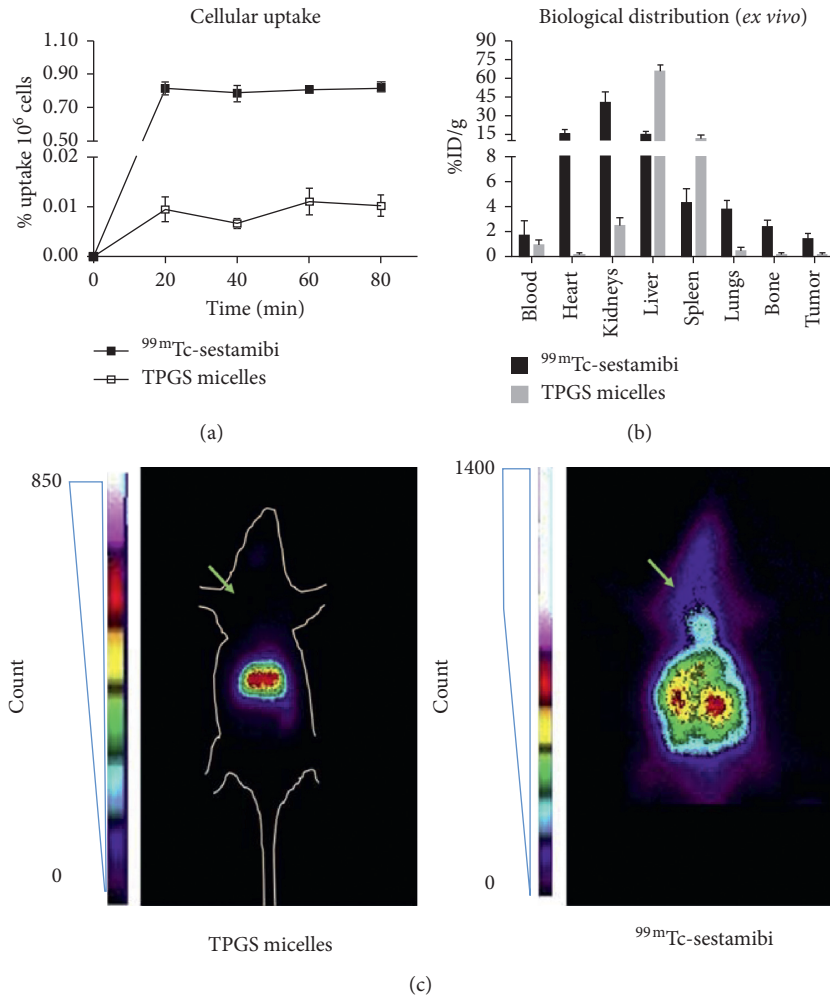 Cellular uptake
1.10
0.90
0.70
0.50
0.02
0.01
0.00
% uptake 10⁶ cells
0 20 40 60 80
Time (min)
⁹⁹ᵐTc-sestamibi
TPGS micelles
(a)
Biological distribution (ex vivo)
90
75
60
45
30
15
8
6
4
2
0
%ID/g
Blood
Heart
Kidneys
Liver
Spleen
Lungs
Bone
Tumor
⁹⁹ᵐTc-sestamibi
TPGS micelles
(b)
850
Count
0
TPGS micelles
1400
Count
0
⁹⁹ᵐTc-sestamibi
(c)